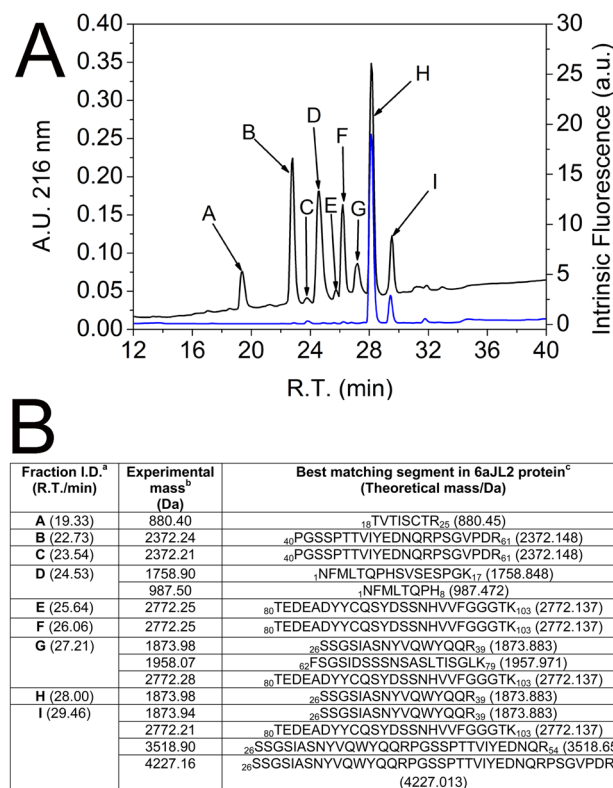 A
0.40
0.35
0.30
0.25
0.20
0.15
0.10
0.05
0.00
A.U. 216 nm
A
B
C
D
E
F
G
H
I
30
25
20
15
10
5
0
Intrinsic Fluorescence (a.u.)
12 16 20 24 28 32 36 40
R.T. (min)
B
Fraction I.D.a (R.T./min) Experimental massb (Da) Best matching segment in 6aJL2 proteinc (Theoretical mass/Da)
A (19.33) 880.40 18TVTISCTR25 (880.45)
B (22.73) 2372.24 40PGSSPTTVIYEDNQRPSGVPDR61 (2372.148)
C (23.54) 2372.21 40PGSSPTTVIYEDNQRPSGVPDR61 (2372.148)
D (24.53) 1758.90 1NFMLTQPHSVSESPGK17 (1758.848)
987.50 1NFMLTQPH8 (987.472)
E (25.64) 2772.25 80TEDEADYYCQSYDSSNHVVFGGGTK103 (2772.137)
F (26.06) 2772.25 80TEDEADYYCQSYDSSNHVVFGGGTK103 (2772.137)
G (27.21) 1873.98 26SSGSIASNYVQWYQQR39 (1873.883)
1958.07 62FSGSIDSSSNSASLTISGLK79 (1957.971)
2772.28 80TEDEADYYCQSYDSSNHVVFGGGTK103 (2772.137)
H (28.00) 1873.98 26SSGSIASNYVQWYQQR39 (1873.883)
I (29.46) 1873.94 26SSGSIASNYVQWYQQR39 (1873.883)
2772.21 80TEDEADYYCQSYDSSNHVVFGGGTK103 (2772.137)
3518.90 26SSGSIASNYVQWYQQRPGSSPTTVIYEDNQR54 (3518.65
4227.16 26SSGSIASNYVQWYQQRPGSSPTTVIYEDNQRPSGVPDR
(4227.013)